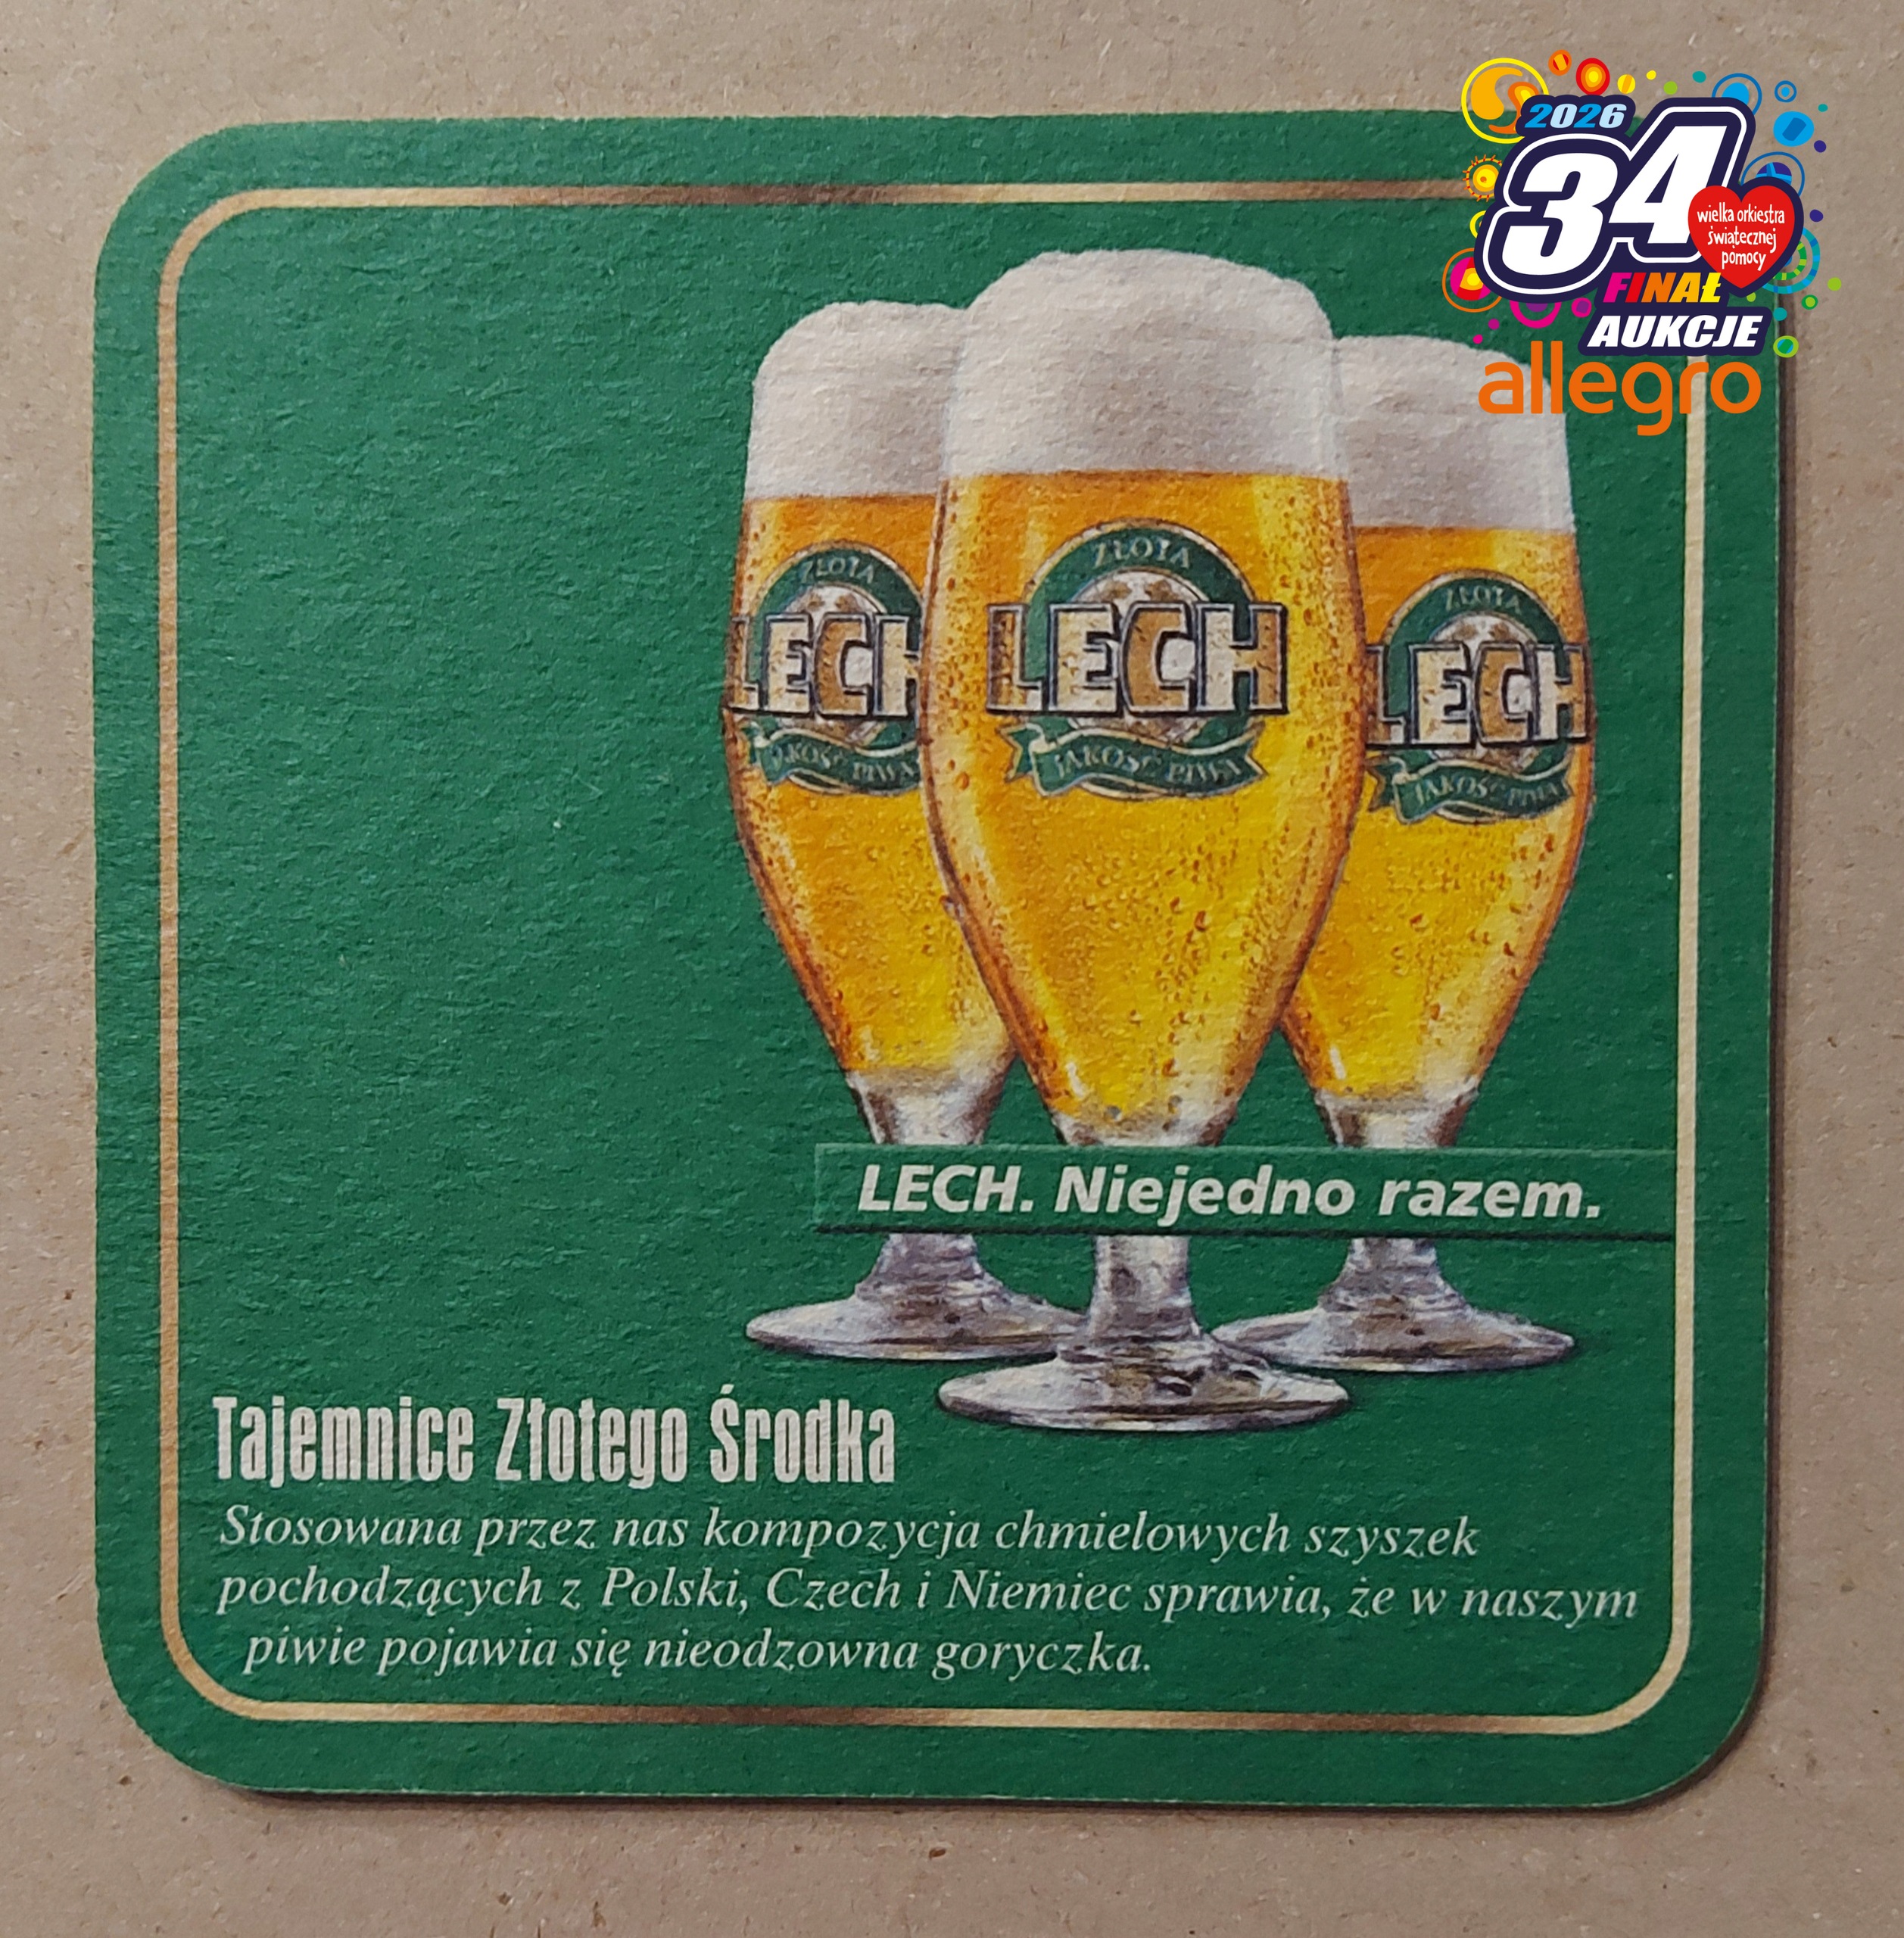 2026
34
wielka orkiestra
świątecznej
pomocy
FINAŁ
AUKCJE
allegro
ZŁOTA
LECH
JAKOŚĆ PIWA
ZŁOTA
LECH
JAKOŚĆ PIWA
ZŁOTA
LECH
JAKOŚĆ PIWA
LECH. Niejedno razem.
Tajemnice Złotego Środka
Stosowana przez nas kompozycja chmielowych szyszek
pochodzących z Polski, Czech i Niemiec sprawia, że w naszym
piwie pojawia się nieodzowna goryczka.